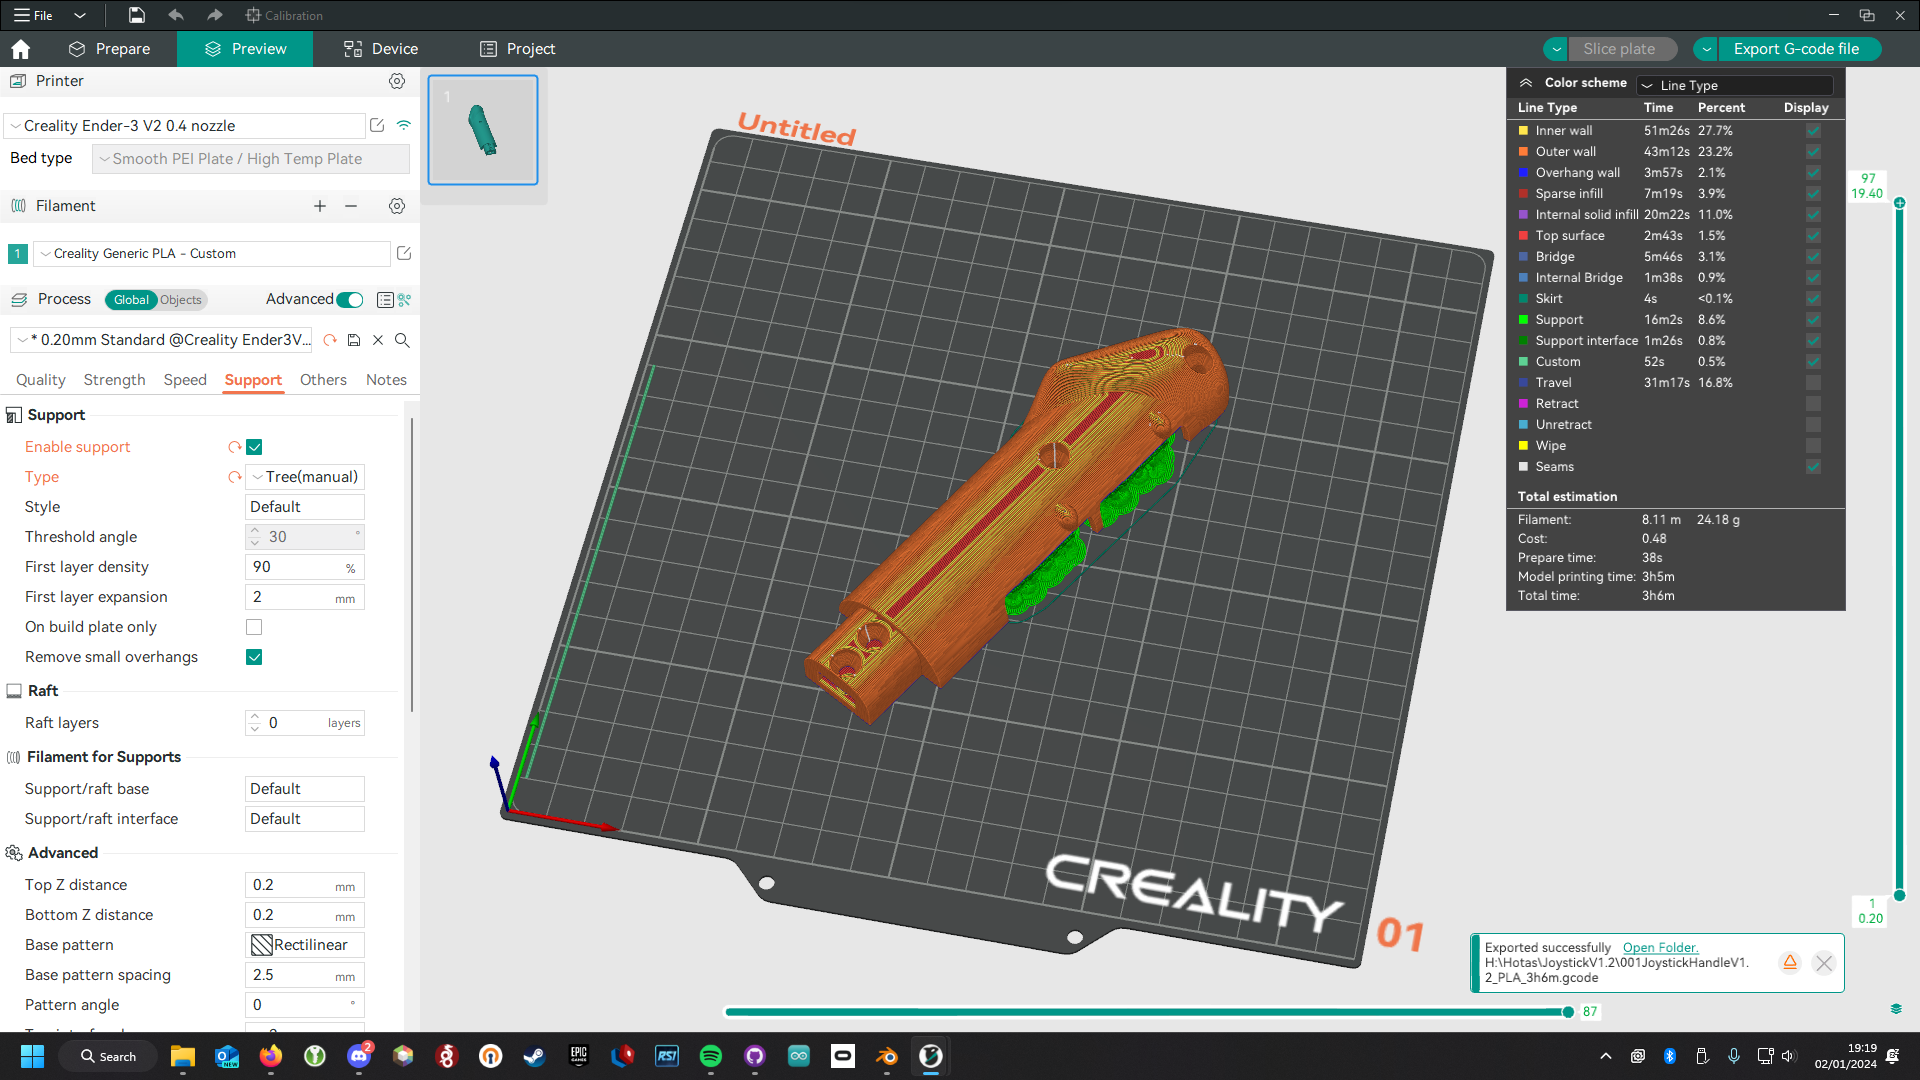 File
Calibration
Prepare
Preview
Device
Project
Slice plate
Export G-code file
Printer
Creality Ender-3 V2 0.4 nozzle
Bed type
Smooth PEI Plate / High Temp Plate
Filament
1 Creality Generic PLA - Custom
Process Global Objects Advanced
* 0.20mm Standard @Creality Ender3V...
Quality Strength Speed Support Others Notes
Support
Enable support
Type Tree(manual)
Style Default
Threshold angle 30 °
First layer density 90 %
First layer expansion 2 mm
On build plate only
Remove small overhangs
Raft
Raft layers 0 layers
Filament for Supports
Support/raft base Default
Support/raft interface Default
Advanced
Top Z distance 0.2 mm
Bottom Z distance 0.2 mm
Base pattern Rectilinear
Base pattern spacing 2.5 mm
Pattern angle 0 °
1
Untitled
CREALITY
01
Color scheme Line Type
Line Type Time Percent Display
Inner wall 51m26s 27.7%
Outer wall 43m12s 23.2%
Overhang wall 3m57s 2.1%
Sparse infill 7m19s 3.9%
Internal solid infill 20m22s 11.0%
Top surface 2m43s 1.5%
Bridge 5m46s 3.1%
Internal Bridge 1m38s 0.9%
Skirt 4s <0.1%
Support 16m2s 8.6%
Support interface 1m26s 0.8%
Custom 52s 0.5%
Travel 31m17s 16.8%
Retract
Unretract
Wipe
Seams
Total estimation
Filament: 8.11 m 24.18 g
Cost: 0.48
Prepare time: 38s
Model printing time: 3h5m
Total time: 3h6m
97
19.40
1
0.20
Exported successfully Open Folder.
H:\Hotas\JoystickV1.2\001JoystickHandleV1.
2_PLA_3h6m.gcode
87
Search
NEW
2
EPIC
GAMES
RSI
19:19
02/01/2024